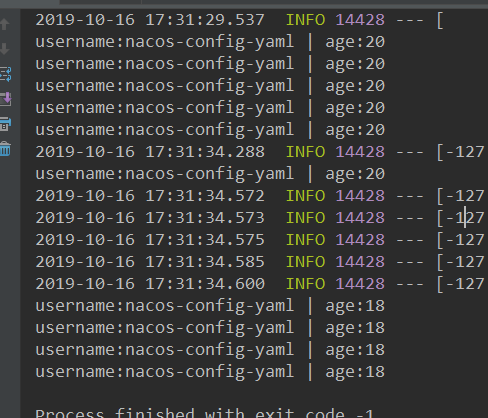 2019-10-16 17:31:29.537  INFO 14428 --- [
username:nacos-config-yaml | age:20
username:nacos-config-yaml | age:20
username:nacos-config-yaml | age:20
username:nacos-config-yaml | age:20
username:nacos-config-yaml | age:20
2019-10-16 17:31:34.288  INFO 14428 --- [-127
username:nacos-config-yaml | age:20
2019-10-16 17:31:34.572  INFO 14428 --- [-127
2019-10-16 17:31:34.573  INFO 14428 --- [-127
2019-10-16 17:31:34.575  INFO 14428 --- [-127
2019-10-16 17:31:34.585  INFO 14428 --- [-127
2019-10-16 17:31:34.600  INFO 14428 --- [-127
username:nacos-config-yaml | age:18
username:nacos-config-yaml | age:18
username:nacos-config-yaml | age:18
username:nacos-config-yaml | age:18
Process finished with exit code -1